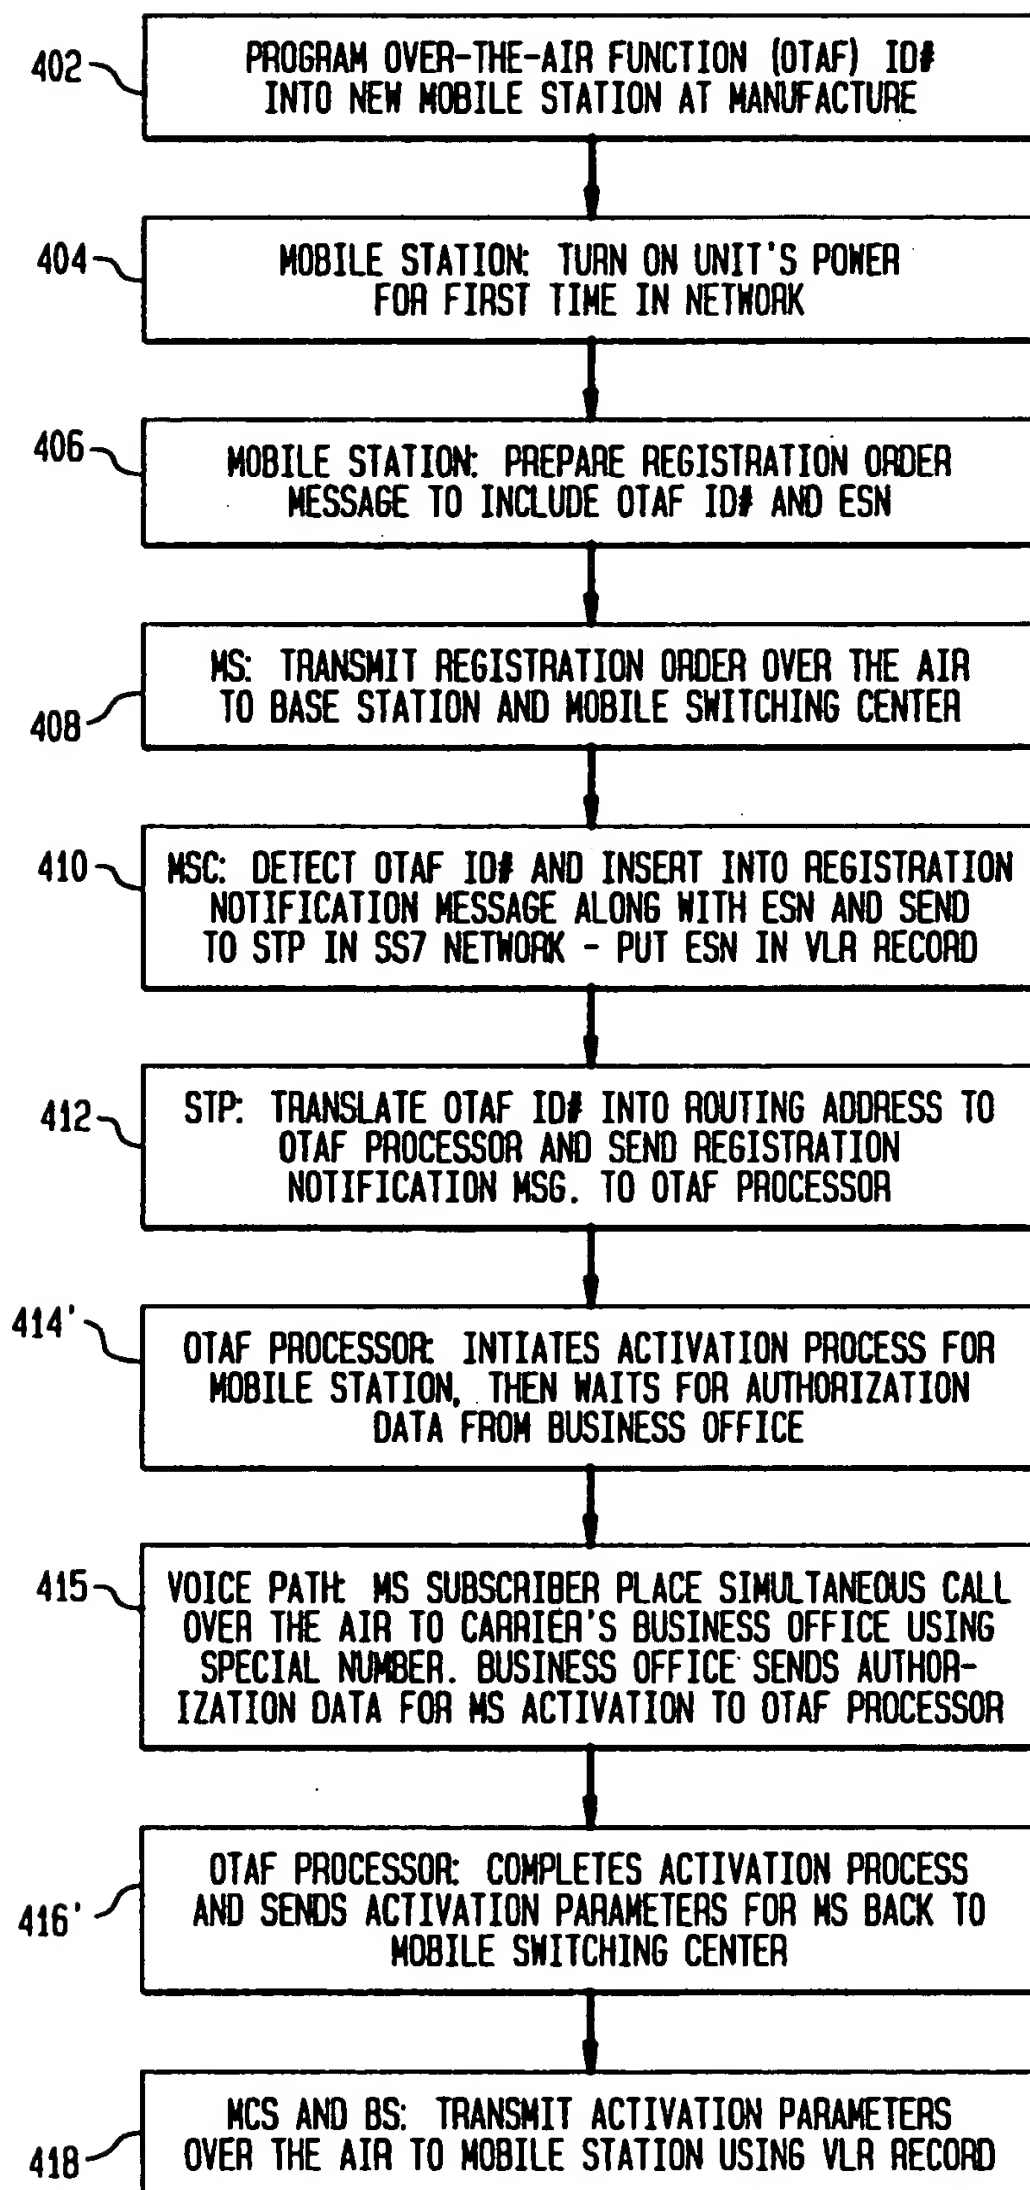 402
PROGRAM OVER-THE-AIR FUNCTION (OTAF) ID#
INTO NEW MOBILE STATION AT MANUFACTURE
404
MOBILE STATION: TURN ON UNIT'S POWER
FOR FIRST TIME IN NETWORK
406
MOBILE STATION: PREPARE REGISTRATION ORDER
MESSAGE TO INCLUDE OTAF ID# AND ESN
408
MS: TRANSMIT REGISTRATION ORDER OVER THE AIR
TO BASE STATION AND MOBILE SWITCHING CENTER
410
MSC: DETECT OTAF ID# AND INSERT INTO REGISTRATION
NOTIFICATION MESSAGE ALONG WITH ESN AND SEND
TO STP IN SS7 NETWORK - PUT ESN IN VLR RECORD
412
STP: TRANSLATE OTAF ID# INTO ROUTING ADDRESS TO
OTAF PROCESSOR AND SEND REGISTRATION
NOTIFICATION MSG. TO OTAF PROCESSOR
414'
OTAF PROCESSOR: INTIATES ACTIVATION PROCESS FOR
MOBILE STATION, THEN WAITS FOR AUTHORIZATION
DATA FROM BUSINESS OFFICE
415
VOICE PATH: MS SUBSCRIBER PLACE SIMULTANEOUS CALL
OVER THE AIR TO CARRIER'S BUSINESS OFFICE USING
SPECIAL NUMBER. BUSINESS OFFICE SENDS AUTHOR-
IZATION DATA FOR MS ACTIVATION TO OTAF PROCESSOR
416'
OTAF PROCESSOR: COMPLETES ACTIVATION PROCESS
AND SENDS ACTIVATION PARAMETERS FOR MS BACK TO
MOBILE SWITCHING CENTER
418
MCS AND BS: TRANSMIT ACTIVATION PARAMETERS
OVER THE AIR TO MOBILE STATION USING VLR RECORD